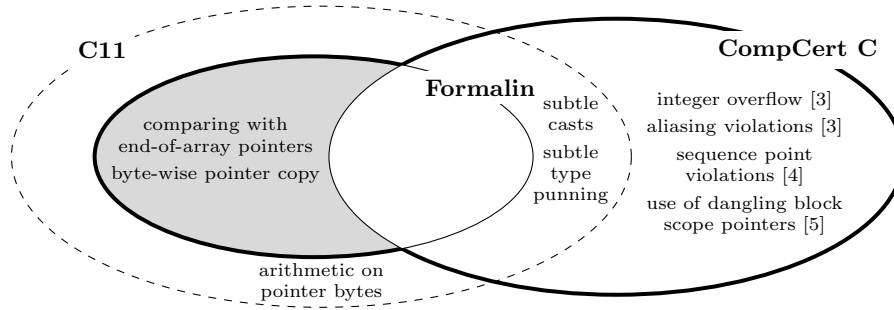 C11
CompCert C
Formalin
comparing with
end-of-array pointers
byte-wise pointer copy
subtle
casts
subtle
type
punning
integer overflow [3]
aliasing violations [3]
sequence point
violations [4]
use of dangling block
scope pointers [5]
arithmetic on
pointer bytes